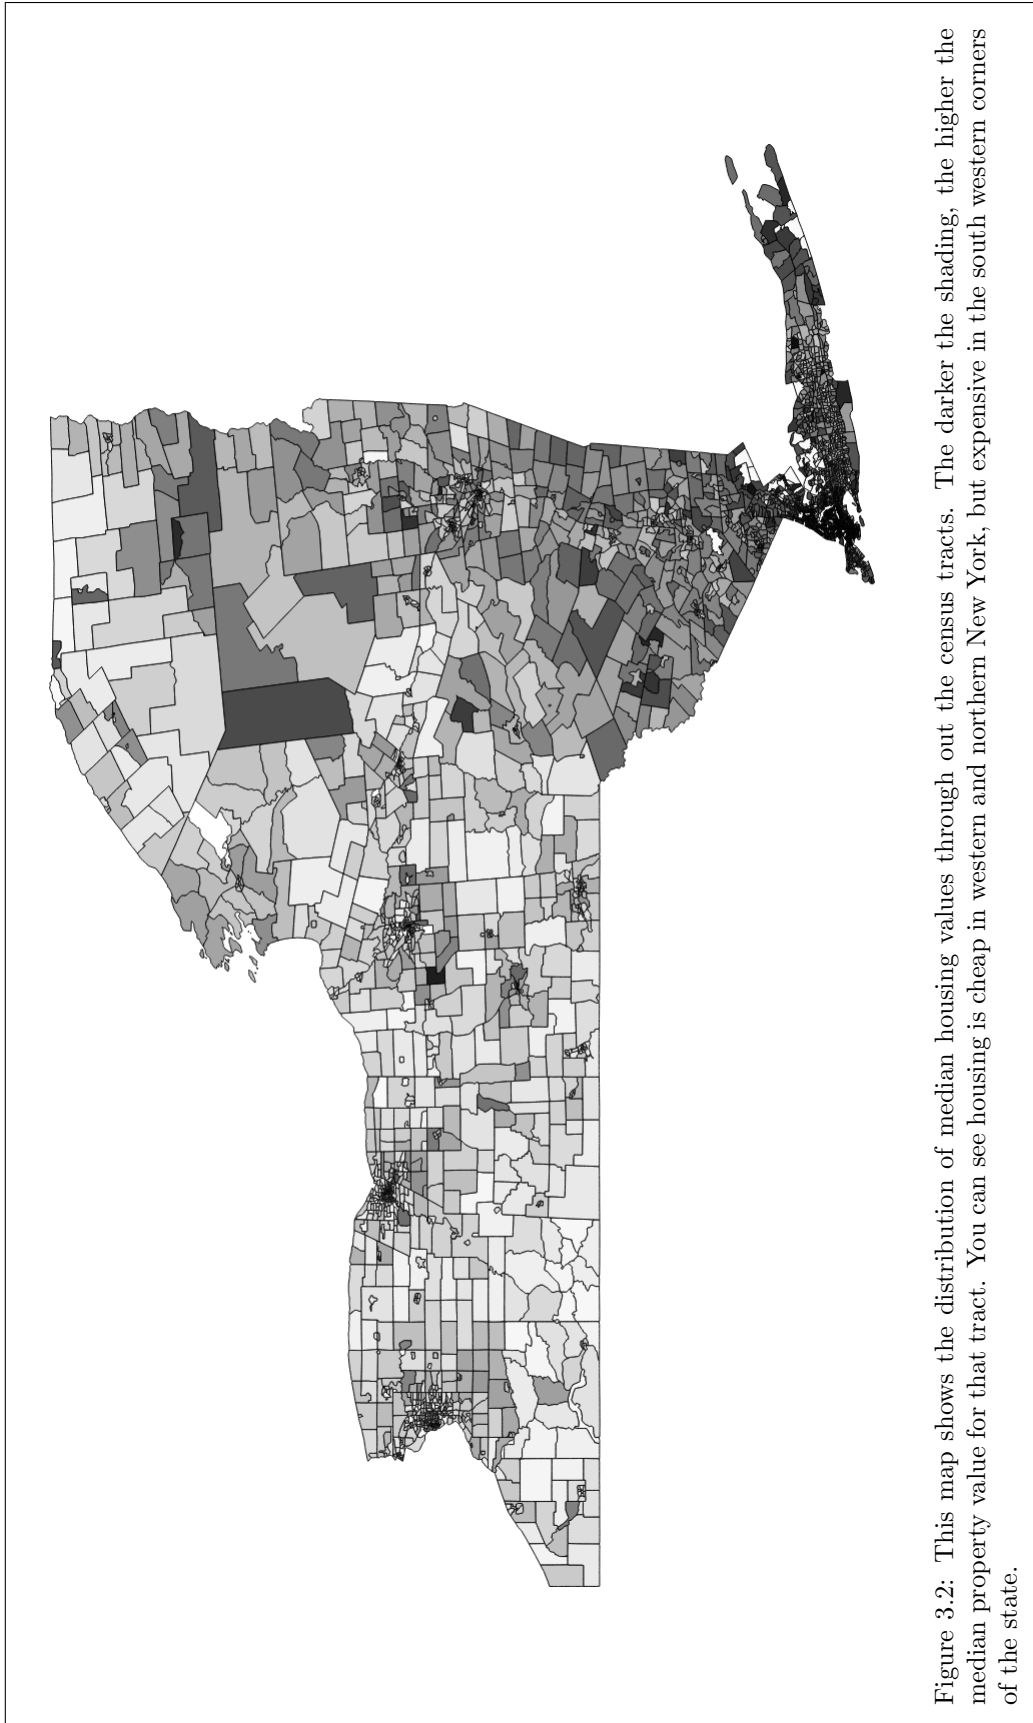 Figure 3.2: This map shows the distribution of median housing values through out the census tracts. The darker the shading, the higher the
median property value for that tract. You can see housing is cheap in western and northern New York, but expensive in the south western corners
of the state.